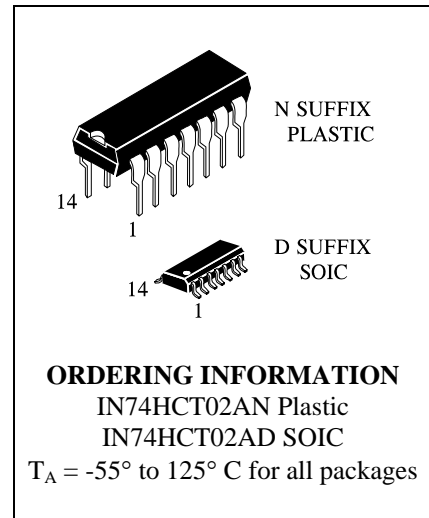 N SUFFIX
PLASTIC
14
1
D SUFFIX
SOIC
14
1
ORDERING INFORMATION
IN74HCT02AN Plastic
IN74HCT02AD SOIC
TA = -55° to 125° C for all packages